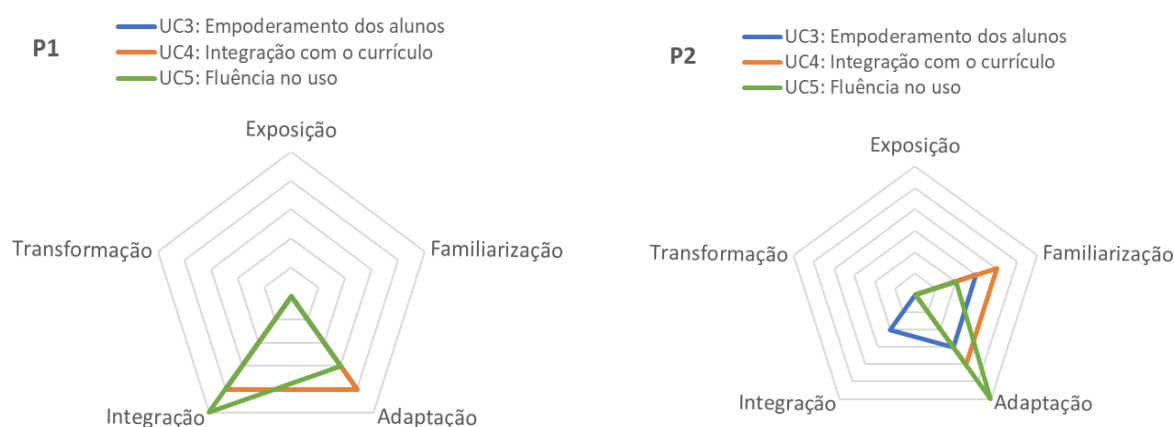 P1
UC3: Empoderamento dos alunos
UC4: Integração com o currículo
UC5: Fluência no uso
Exposição
Transformação
Familiarização
Integração
Adaptação
P2
UC3: Empoderamento dos alunos
UC4: Integração com o currículo
UC5: Fluência no uso
Exposição
Transformação
Familiarização
Integração
Adaptação